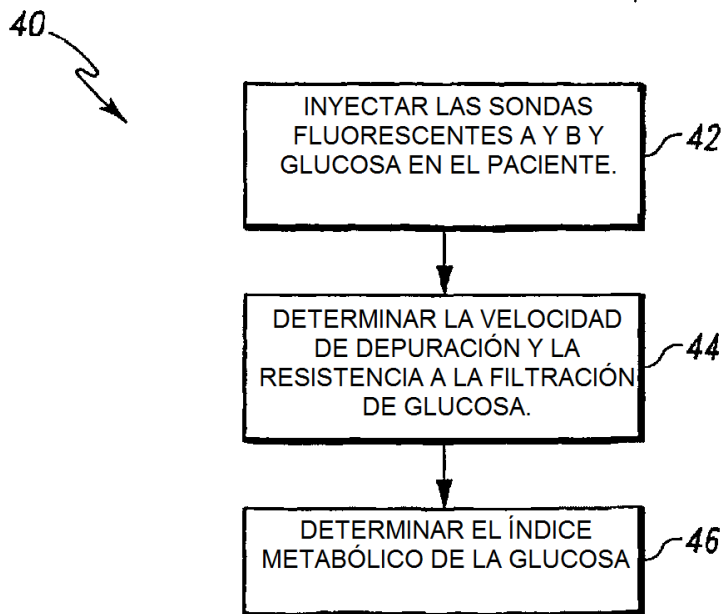 40
INYECTAR LAS SONDAS
FLUORESCENTES A Y B Y
GLUCOSA EN EL PACIENTE.
42
DETERMINAR LA VELOCIDAD
DE DEPURACIÓN Y LA
RESISTENCIA A LA FILTRACIÓN
DE GLUCOSA.
44
DETERMINAR EL ÍNDICE
METABÓLICO DE LA GLUCOSA
46